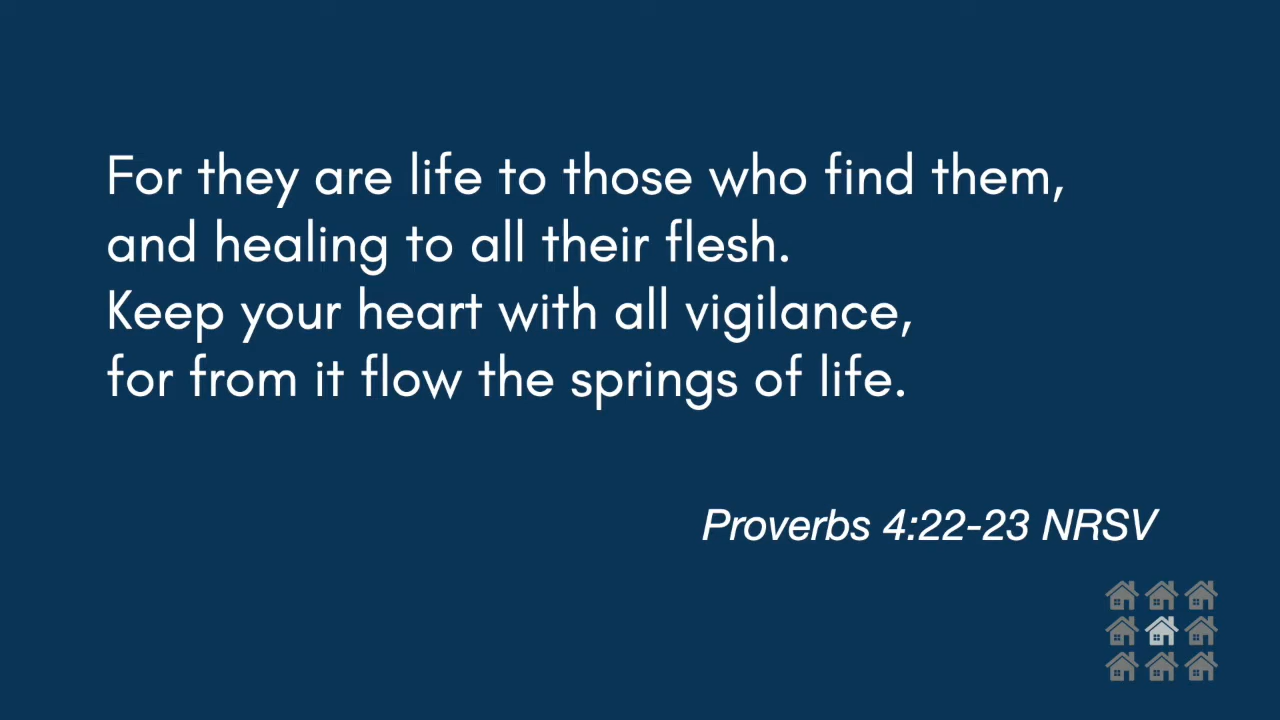 For they are life to those who find them,
and healing to all their flesh.
Keep your heart with all vigilance,
for from it flow the springs of life.
Proverbs 4:22-23 NRSV